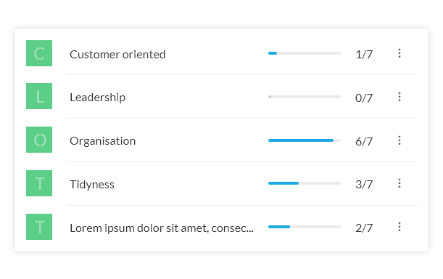 C Customer oriented 1/7
L Leadership 0/7
O Organisation 6/7
T Tidyness 3/7
T Lorem ipsum dolor sit amet, consec... 2/7